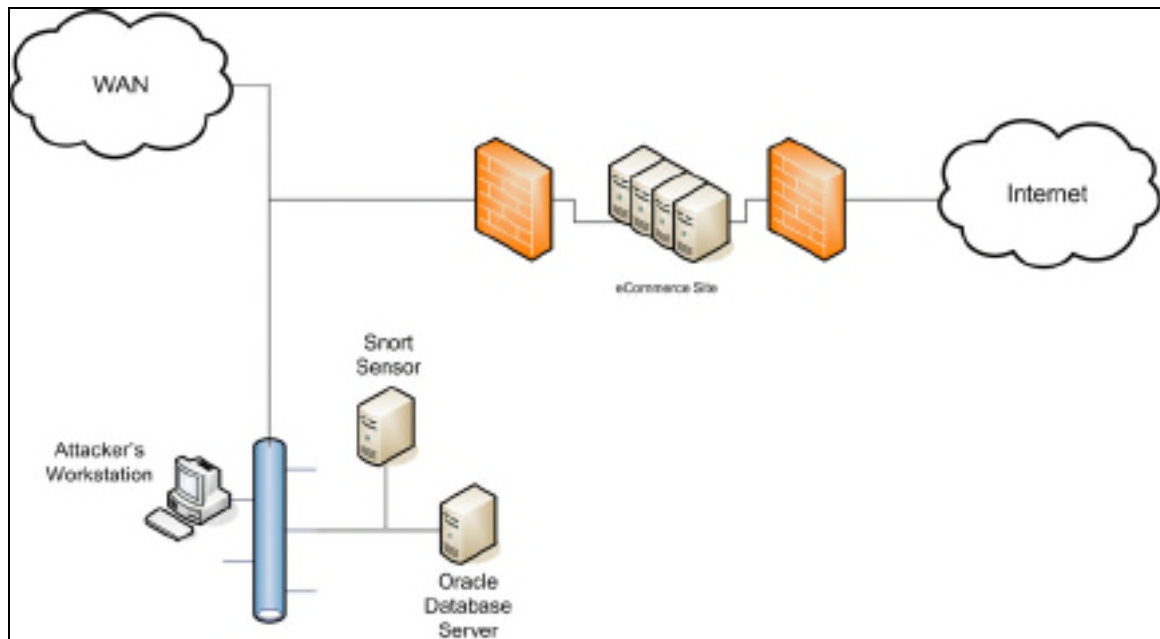 WAN
Internet
eCommerce Site
Snort
Sensor
Attacker's
Workstation
Oracle
Database
Server